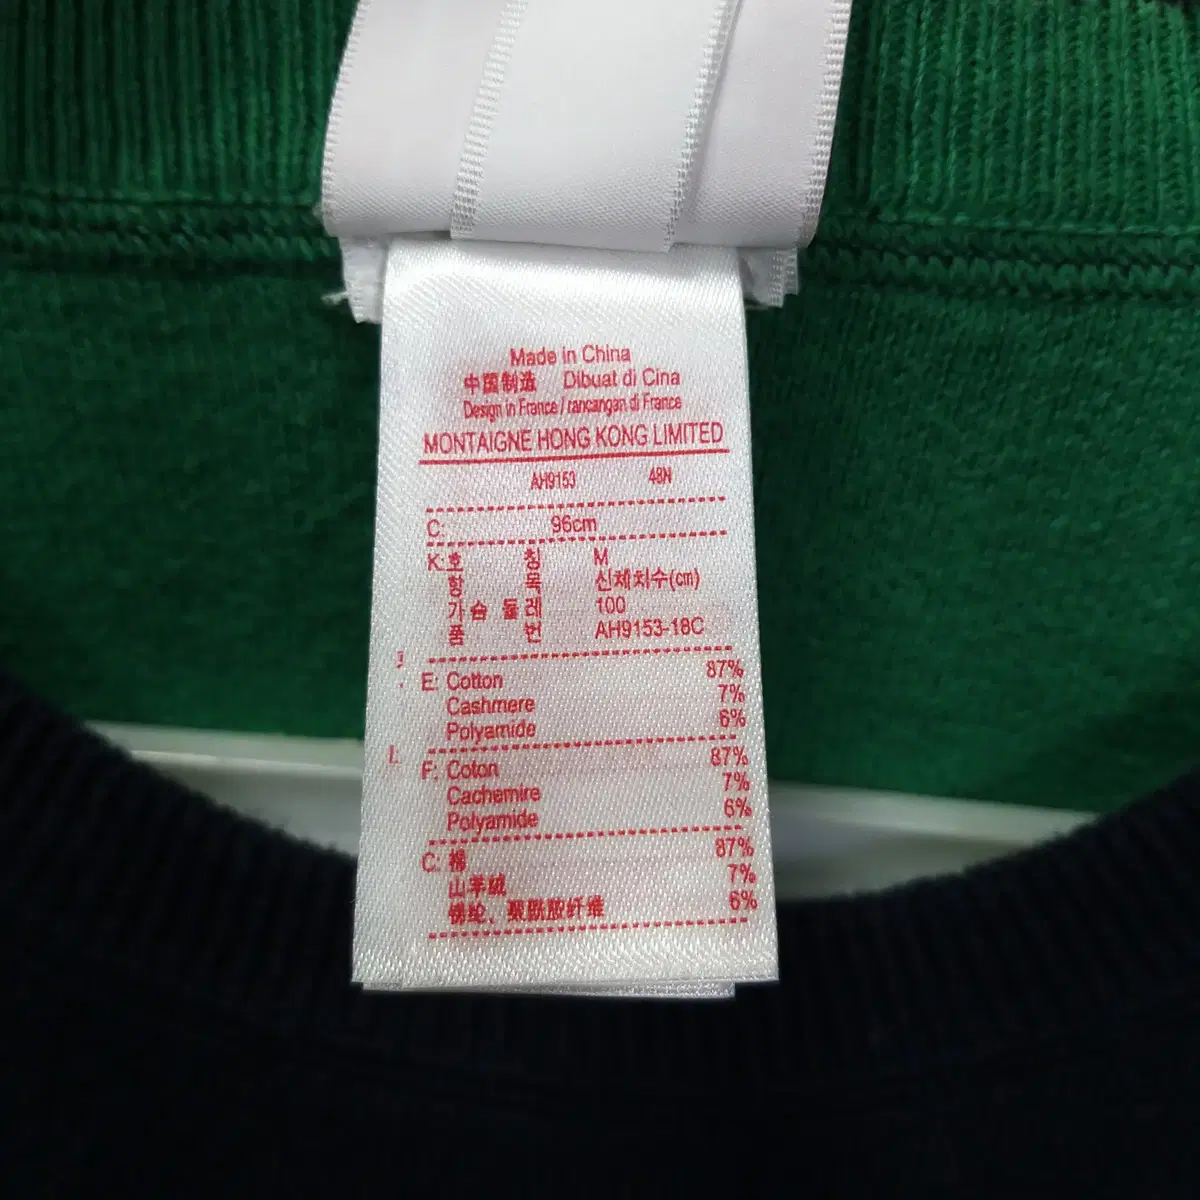 Made in China
中国制造 Dibuat di Cina
Design in France / rancangan di France
MONTAIGNE HONG KONG LIMITED
AH9153 48N
C: 96cm
K: 호 칭 M
항 목 신체치수(cm)
가슴 둘레 100
품 번 AH9153-18C
E: Cotton 87%
Cashmere 7%
Polyamide 6%
F: Coton 87%
Cachemire 7%
Polyamide 6%
C: 棉 87%
山羊绒 7%
锦纶、聚酰胺纤维 6%